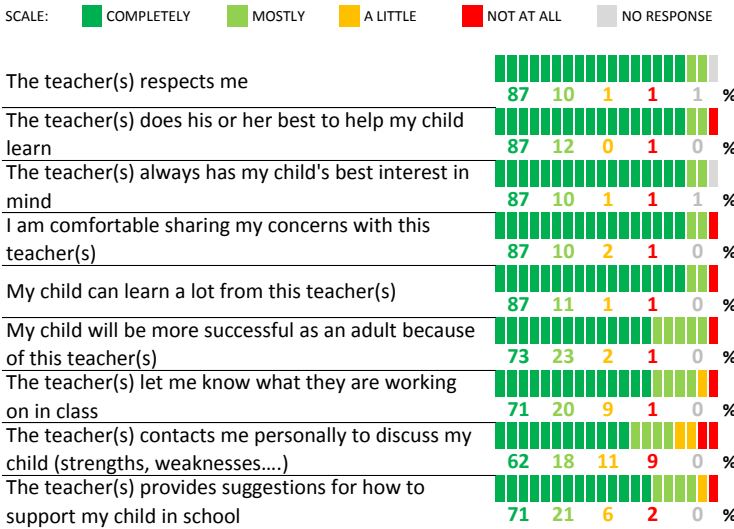 SCALE: COMPLETELY MOSTLY A LITTLE NOT AT ALL NO RESPONSE
The teacher(s) respects me
87 10 1 1 1 %
The teacher(s) does his or her best to help my child
learn
87 12 0 1 0 %
The teacher(s) always has my child's best interest in
mind
87 10 1 1 1 %
I am comfortable sharing my concerns with this
teacher(s)
87 10 2 1 0 %
My child can learn a lot from this teacher(s)
87 11 1 1 0 %
My child will be more successful as an adult because
of this teacher(s)
73 23 2 1 0 %
The teacher(s) let me know what they are working
on in class
71 20 9 1 0 %
The teacher(s) contacts me personally to discuss my
child (strengths, weaknesses....)
62 18 11 9 0 %
The teacher(s) provides suggestions for how to
support my child in school
71 21 6 2 0 %